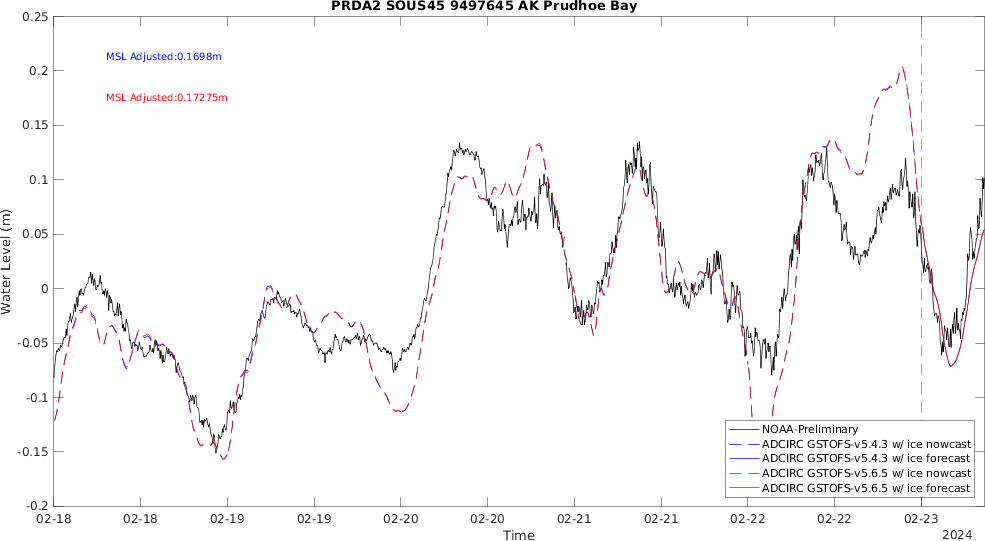 PRDA2 SOUS45 9497645 AK Prudhoe Bay
0.25
MSL Adjusted:0.1698m
0.2
MSL Adjusted:0.17275m
0.15
0.1
0.05
0
-0.05
-0.1
-0.15
-0.2
Water Level (m)
NOAA-Preliminary
ADCIRC GSTOFS-v5.4.3 w/ ice nowcast
ADCIRC GSTOFS-v5.4.3 w/ ice forecast
ADCIRC GSTOFS-v5.6.5 w/ ice nowcast
ADCIRC GSTOFS-v5.6.5 w/ ice forecast
02-18 02-18 02-19 02-19 02-20 02-20 02-21 02-21 02-22 02-22 02-23
Time
2024